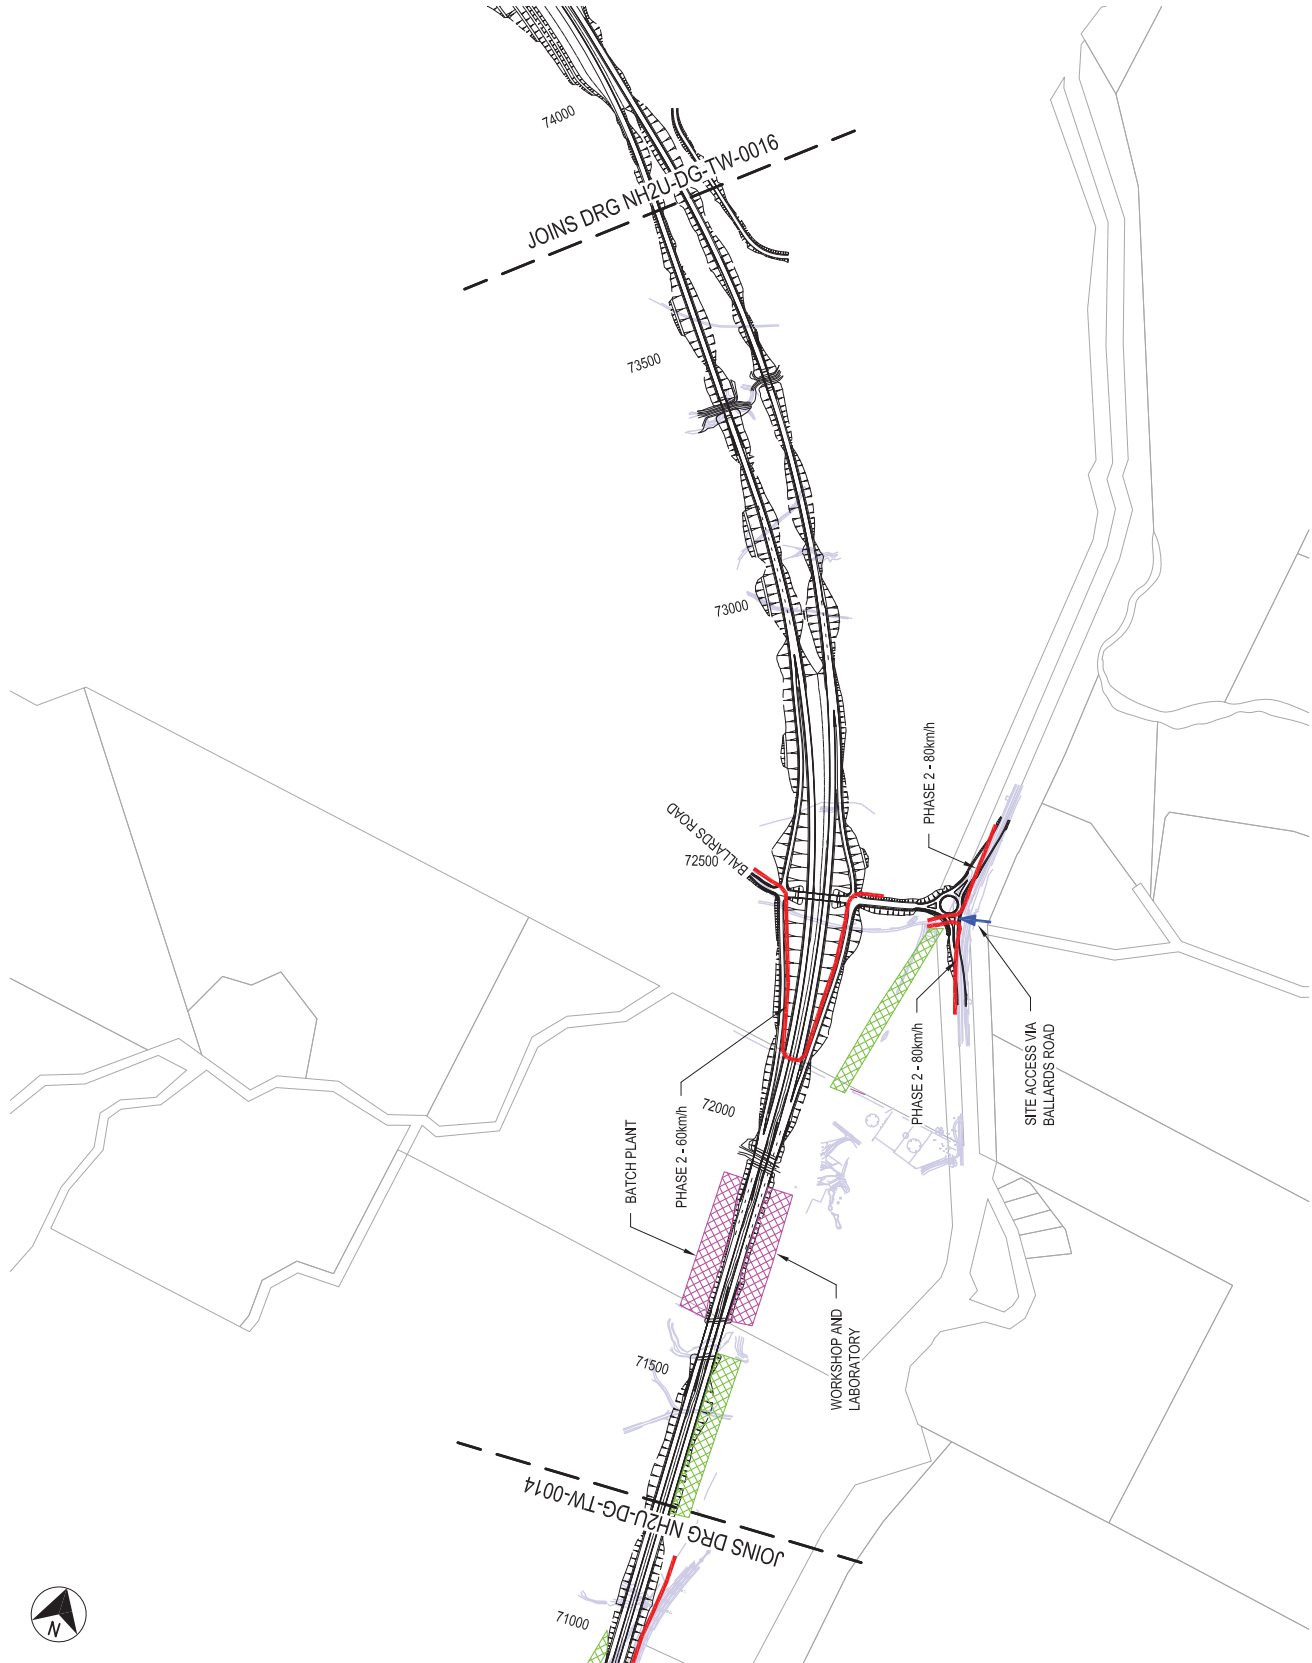 74000
JOINS DRG NH2U-DG-TW-0016
73500
73000
PHASE 2 - 80km/h
BALLARDS ROAD
72500
PHASE 2 - 80km/h
SITE ACCESS VIA
BALLARDS ROAD
72000
PHASE 2 - 60km/h
BATCH PLANT
WORKSHOP AND
LABORATORY
71500
JOINS DRG NH2U-DG-TW-0014
71000
N